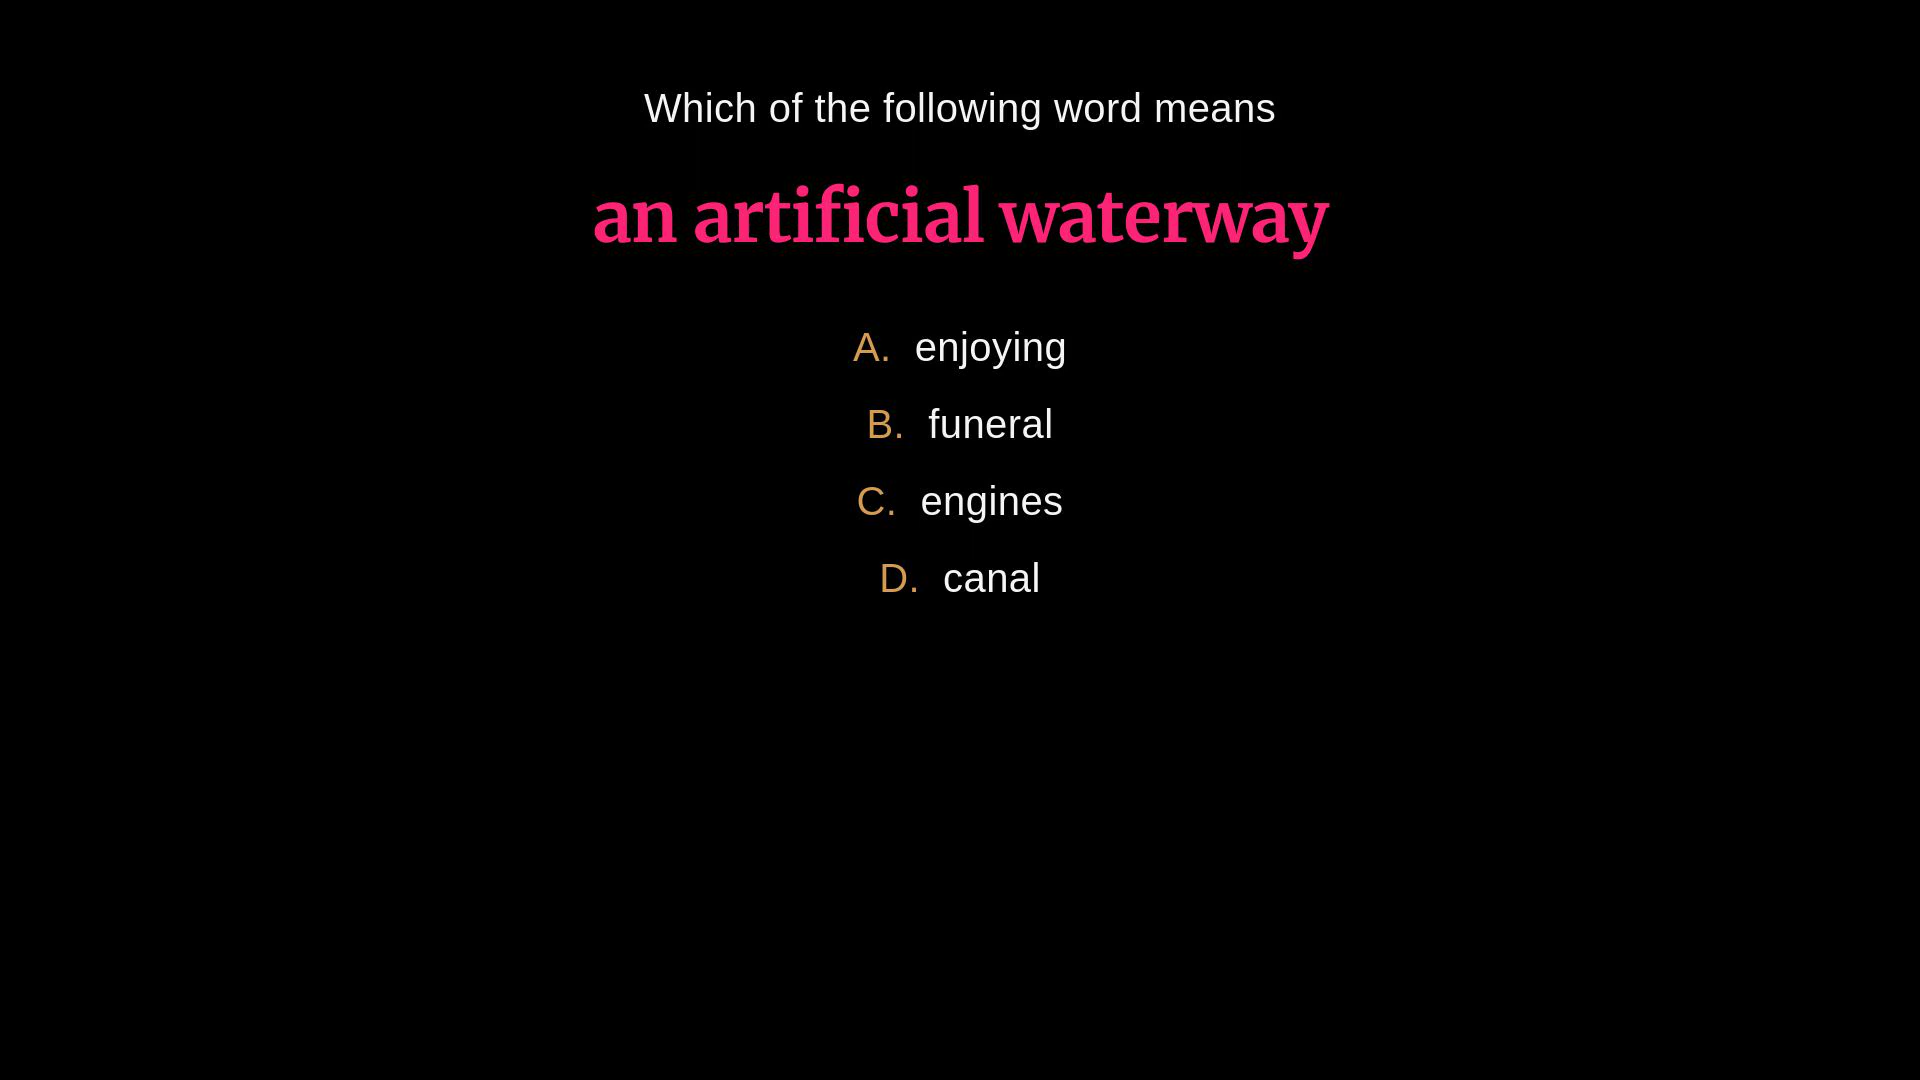 Which of the following word means
an artificial waterway
A. enjoying
B. funeral
C. engines
D. canal